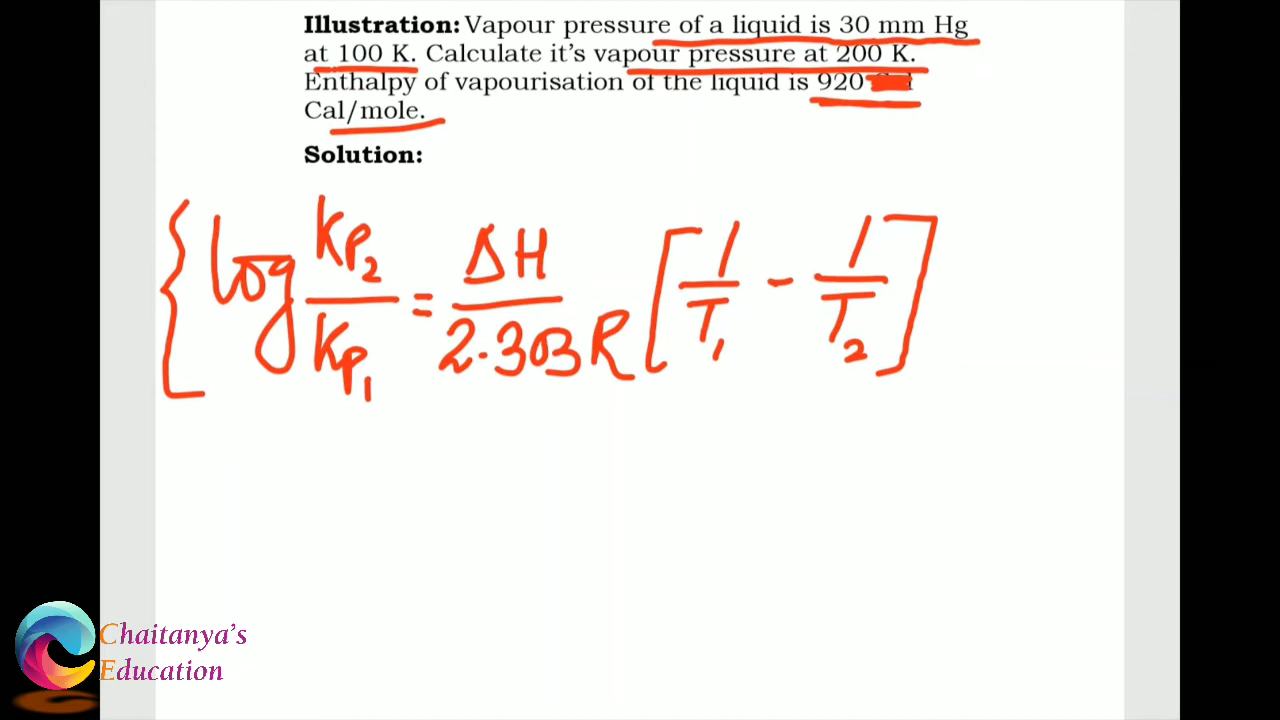 Illustration: Vapour pressure of a liquid is 30 mm Hg
at 100 K. Calculate it's vapour pressure at 200 K.
Enthalpy of vapourisation of the liquid is 920
Cal/mole.
Solution:
{ log Kp₂/Kp₁ = ΔH/2.303R [1/T₁ - 1/T₂]
Chaitanya's
Education